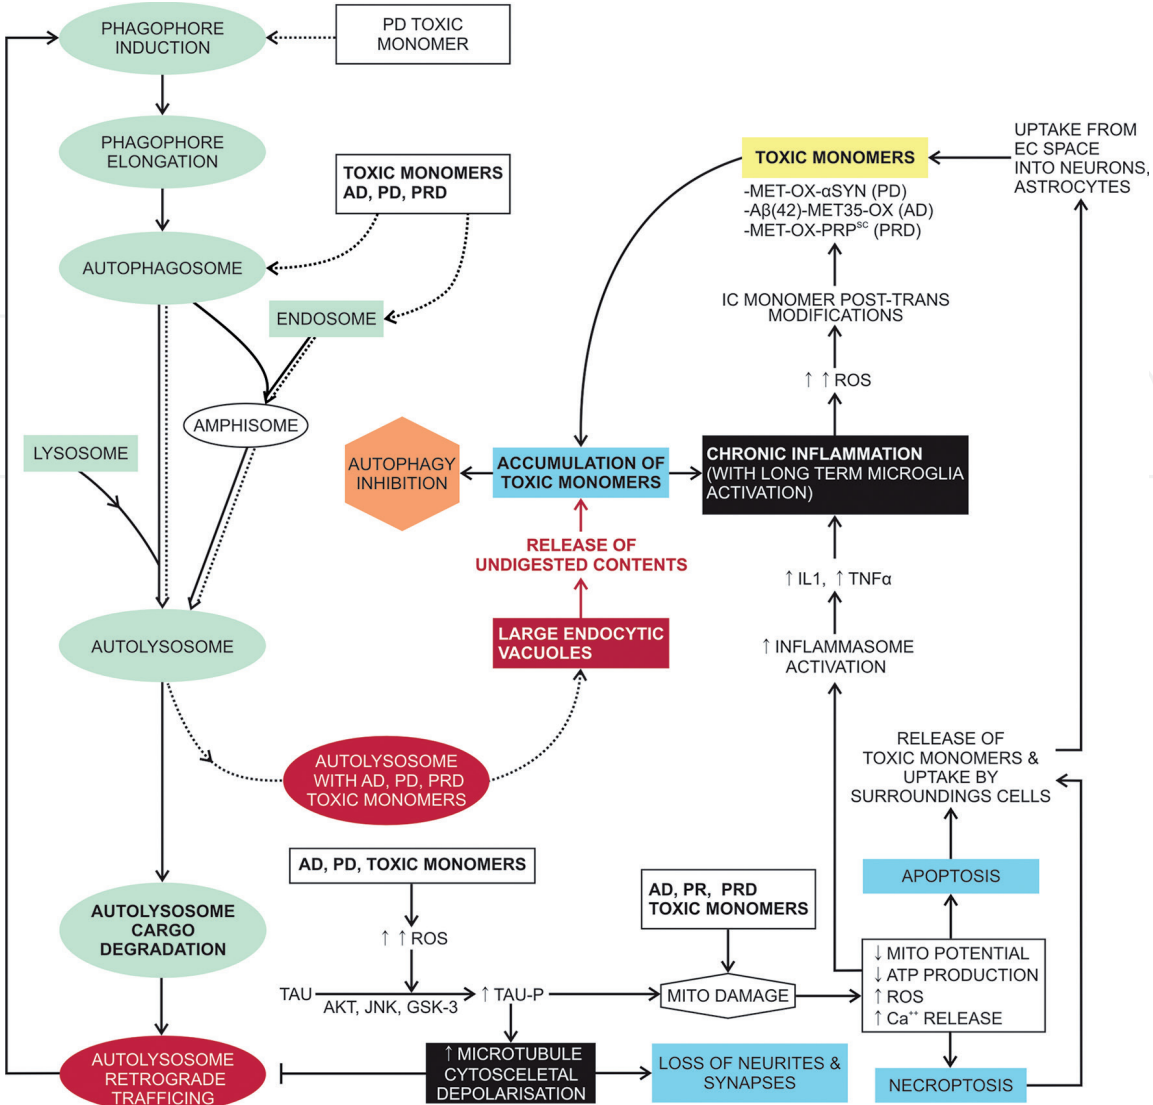 PHAGOPHORE
INDUCTION
PD TOXIC
MONOMER
PHAGOPHORE
ELONGATION
TOXIC MONOMERS
AD, PD, PRD
AUTOPHAGOSOME
ENDOSOME
AMPHISOME
LYSOSOME
AUTOLYSOSOME
AUTOLYSOSOME
WITH AD, PD, PRD
TOXIC MONOMERS
LARGE ENDOCYTIC
VACUOLES
RELEASE OF
UNDIGESTED CONTENTS
AUTOPHAGY
INHIBITION
ACCUMULATION OF
TOXIC MONOMERS
CHRONIC INFLAMMATION
(WITH LONG TERM MICROGLIA
ACTIVATION)
↑ ↑ ROS
IC MONOMER POST-TRANS
MODIFICATIONS
TOXIC MONOMERS
-MET-OX-αSYN (PD)
-Aβ(42)-MET35-OX (AD)
-MET-OX-PRPSC (PRD)
UPTAKE FROM
EC SPACE
INTO NEURONS,
ASTROCYTES
↑ IL1, ↑ TNFα
↑ INFLAMMASOME
ACTIVATION
RELEASE OF
TOXIC MONOMERS &
UPTAKE BY
SURROUNDINGS CELLS
APOPTOSIS
↓ MITO POTENTIAL
↓ ATP PRODUCTION
↑ ROS
↑ Ca++ RELEASE
NECROPTOSIS
AD, PR, PRD
TOXIC MONOMERS
MITO DAMAGE
AD, PD, TOXIC MONOMERS
↑ ↑ ROS
TAU
AKT, JNK, GSK-3
↑ TAU-P
↑ MICROTUBULE
CYTOSCELETAL
DEPOLARISATION
LOSS OF NEURITES &
SYNAPSES
AUTOLYSOSOME
CARGO
DEGRADATION
AUTOLYSOSOME
RETROGRADE
TRAFFICING